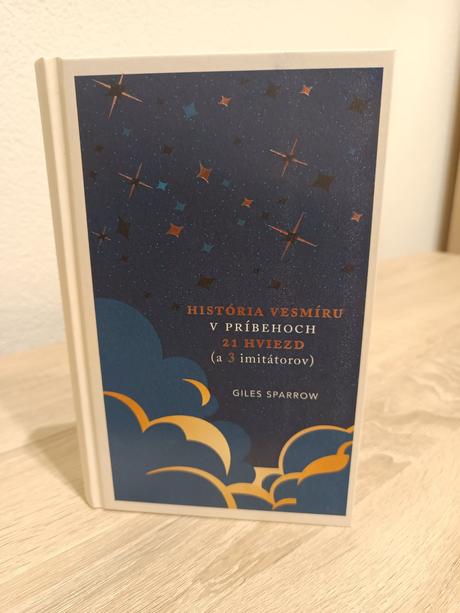 HISTÓRIA VESMÍRU
V PRÍBEHOCH
21 HVIEZD
(a 3 imitátorov)
GILES SPARROW